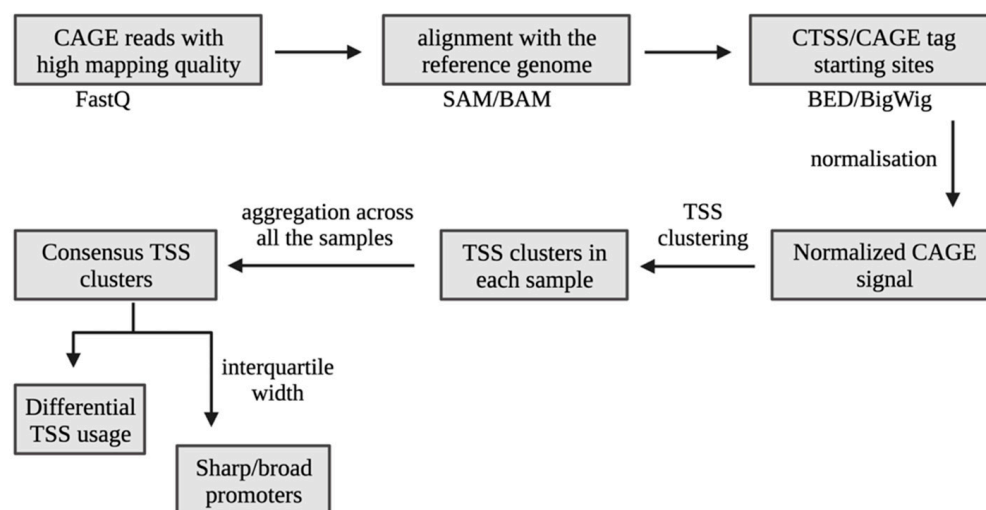 CAGE reads with
high mapping quality
FastQ
alignment with the
reference genome
SAM/BAM
CTSS/CAGE tag
starting sites
BED/BigWig
normalisation
Normalized CAGE
signal
TSS
clustering
TSS clusters in
each sample
aggregation across
all the samples
Consensus TSS
clusters
Differential
TSS usage
interquartile
width
Sharp/broad
promoters